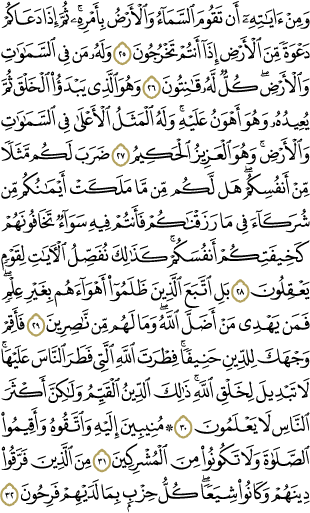 وَمِنْ ءَايَـٰتِهِۦٓ أَن تَقُومَ ٱلسَّمَآءُ وَٱلْأَرْضُ بِأَمْرِهِۦ ۚ ثُمَّ إِذَا دَعَاكُمْ
دَعْوَةً مِّنَ ٱلْأَرْضِ إِذَآ أَنتُمْ تَخْرُجُونَ ٢٥ وَلَهُۥ مَن فِى ٱلسَّمَـٰوَٰتِ
وَٱلْأَرْضِ ۖ كُلٌّ لَّهُۥ قَـٰنِتُونَ ٢٦ وَهُوَ ٱلَّذِى يَبْدَؤُا۟ ٱلْخَلْقَ ثُمَّ
يُعِيدُهُۥ وَهُوَ أَهْوَنُ عَلَيْهِ ۚ وَلَهُ ٱلْمَثَلُ ٱلْأَعْلَىٰ فِى ٱلسَّمَـٰوَٰتِ
وَٱلْأَرْضِ ۚ وَهُوَ ٱلْعَزِيزُ ٱلْحَكِيمُ ٢٧ ضَرَبَ لَكُم مَّثَلًا
مِّنْ أَنفُسِكُمْ ۖ هَل لَّكُم مِّن مَّا مَلَكَتْ أَيْمَـٰنُكُم مِّن
شُرَكَآءَ فِى مَا رَزَقْنَـٰكُمْ فَأَنتُمْ فِيهِ سَوَآءٌ تَخَافُونَهُمْ
كَخِيفَتِكُمْ أَنفُسَكُمْ ۚ كَذَٰلِكَ نُفَصِّلُ ٱلْـَٔايَـٰتِ لِقَوْمٍ
يَعْقِلُونَ ٢٨ بَلِ ٱتَّبَعَ ٱلَّذِينَ ظَلَمُوٓا۟ أَهْوَآءَهُم بِغَيْرِ عِلْمٍ ۖ
فَمَن يَهْدِى مَنْ أَضَلَّ ٱللَّهُ ۖ وَمَا لَهُم مِّن نَّـٰصِرِينَ ٢٩ فَأَقِمْ
وَجْهَكَ لِلدِّينِ حَنِيفًا ۚ فِطْرَتَ ٱللَّهِ ٱلَّتِى فَطَرَ ٱلنَّاسَ عَلَيْهَا ۚ
لَا تَبْدِيلَ لِخَلْقِ ٱللَّهِ ۚ ذَٰلِكَ ٱلدِّينُ ٱلْقَيِّمُ وَلَـٰكِنَّ أَكْثَرَ
ٱلنَّاسِ لَا يَعْلَمُونَ ٣٠ ۞ مُنِيبِينَ إِلَيْهِ وَٱتَّقُوهُ وَأَقِيمُوا۟
ٱلصَّلَوٰةَ وَلَا تَكُونُوا۟ مِنَ ٱلْمُشْرِكِينَ ٣١ مِنَ ٱلَّذِينَ فَرَّقُوا۟
دِينَهُمْ وَكَانُوا۟ شِيَعًا ۖ كُلُّ حِزْبٍۭ بِمَا لَدَيْهِمْ فَرِحُونَ ٣٢